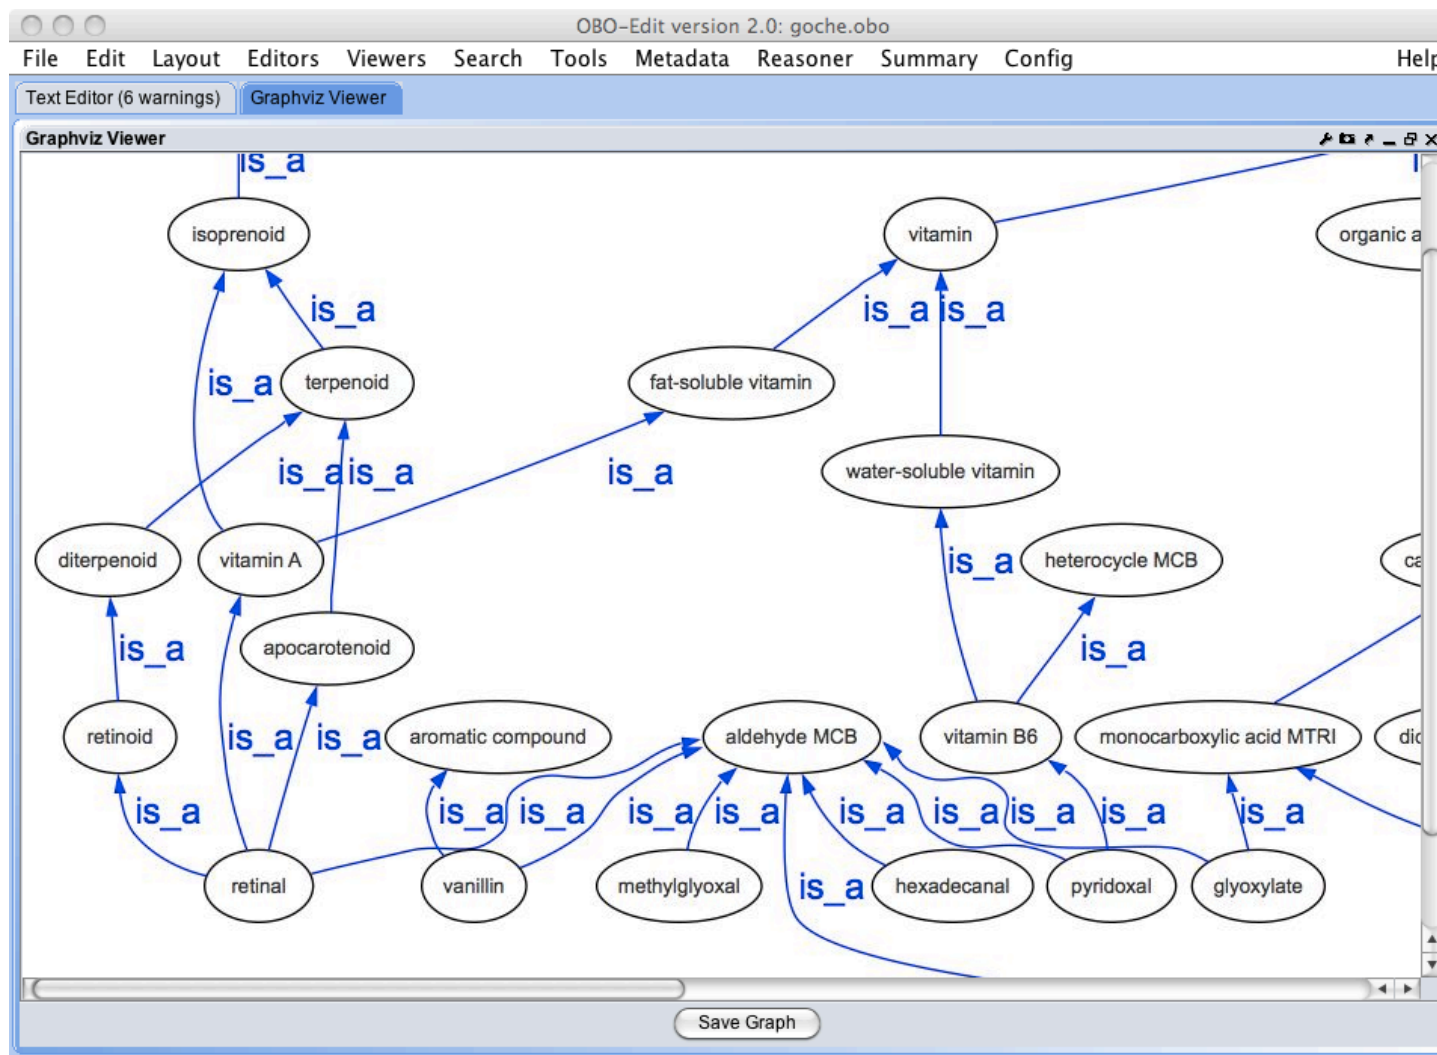 OBO-Edit version 2.0: goche.obo
File Edit Layout Editors Viewers Search Tools Metadata Reasoner Summary Config Help
Text Editor (6 warnings) Graphviz Viewer
Graphviz Viewer
is_a
isoprenoid vitamin organic a
is_a is_a is_a
is_a terpenoid fat-soluble vitamin
is_a is_a is_a water-soluble vitamin
diterpenoid vitamin A is_a heterocycle MCB ca
is_a apocarotenoid is_a
retinoid is_a is_a aromatic compound aldehyde MCB vitamin B6 monocarboxylic acid MTRI dic
is_a is_a is_a is_a is_a is_a is_a is_a is_a is_a
retinal vanillin methylglyoxal is_a hexadecanal pyridoxal glyoxylate
Save Graph